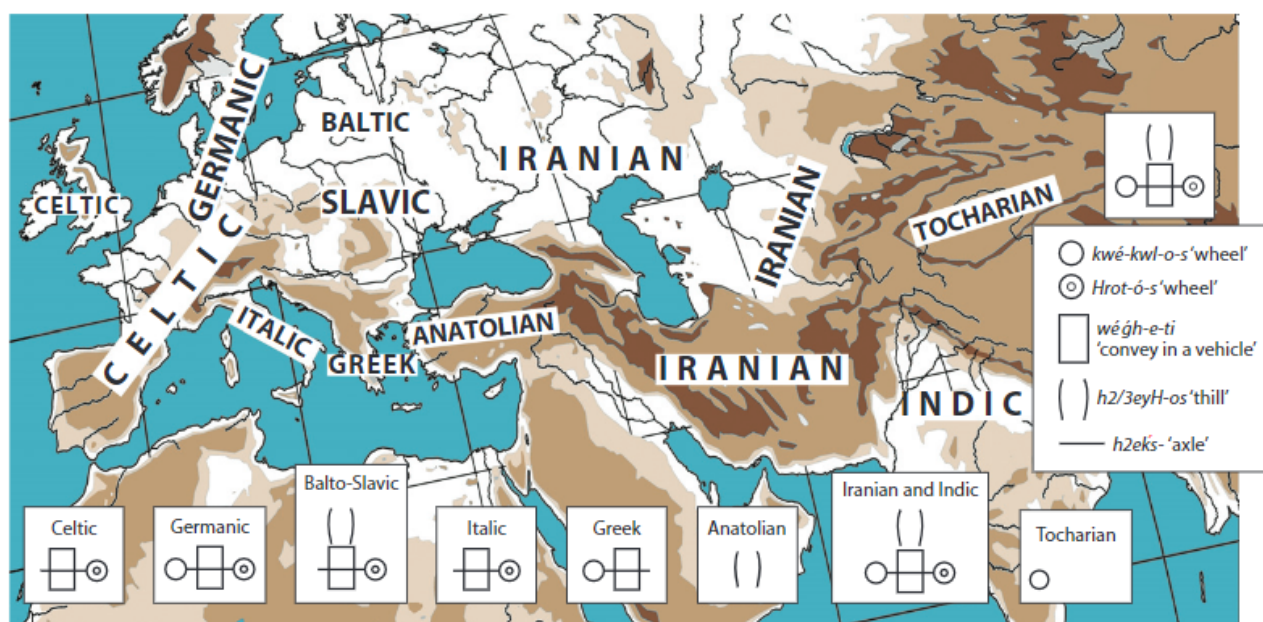 GERMANIC
BALTIC
IRANIAN
CELTIC
SLAVIC
IRANIAN
TOCHARIAN
CELTIC
ITALIC
GREEK
ANATOLIAN
IRANIAN
INDIC
kwé-kwl-o-s ‘wheel’
Hrot-ó-s ‘wheel’
wéǵh-e-ti
‘convey in a vehicle’
h2/3eyH-os ‘thill’
h2eḱs- ‘axle’
Celtic
Germanic
Balto-Slavic
Italic
Greek
Anatolian
Iranian and Indic
Tocharian